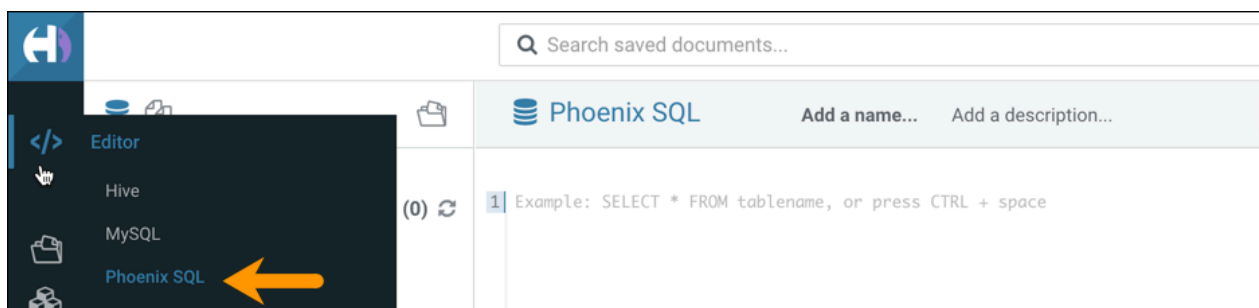 Search saved documents...
Phoenix SQL Add a name... Add a description...
</> Editor
Hive
(0)
1 Example: SELECT * FROM tablename, or press CTRL + space
MySQL
Phoenix SQL